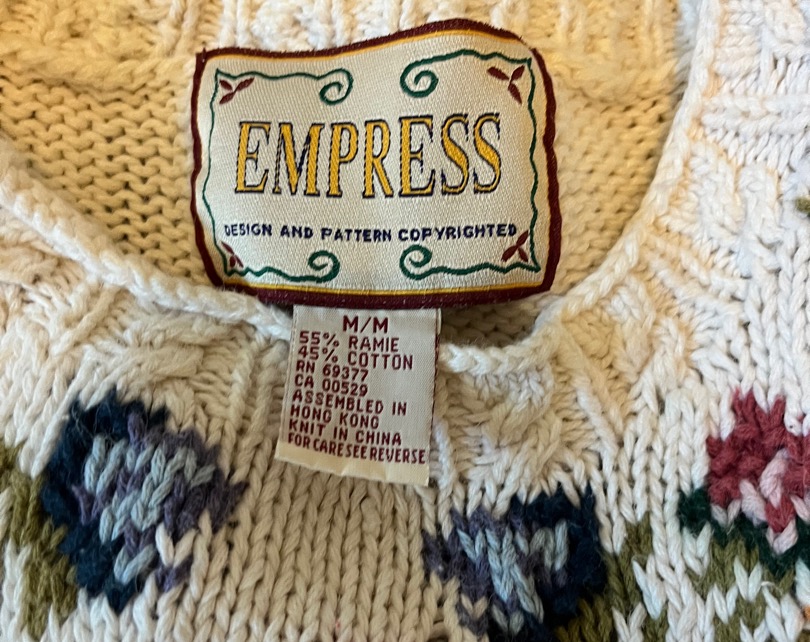 EMPRESS
DESIGN AND PATTERN COPYRIGHTED
M/M
55% RAMIE
45% COTTON
RN 69377
CA 00529
ASSEMBLED IN
HONG KONG
KNIT IN CHINA
FOR CARE SEE REVERSE